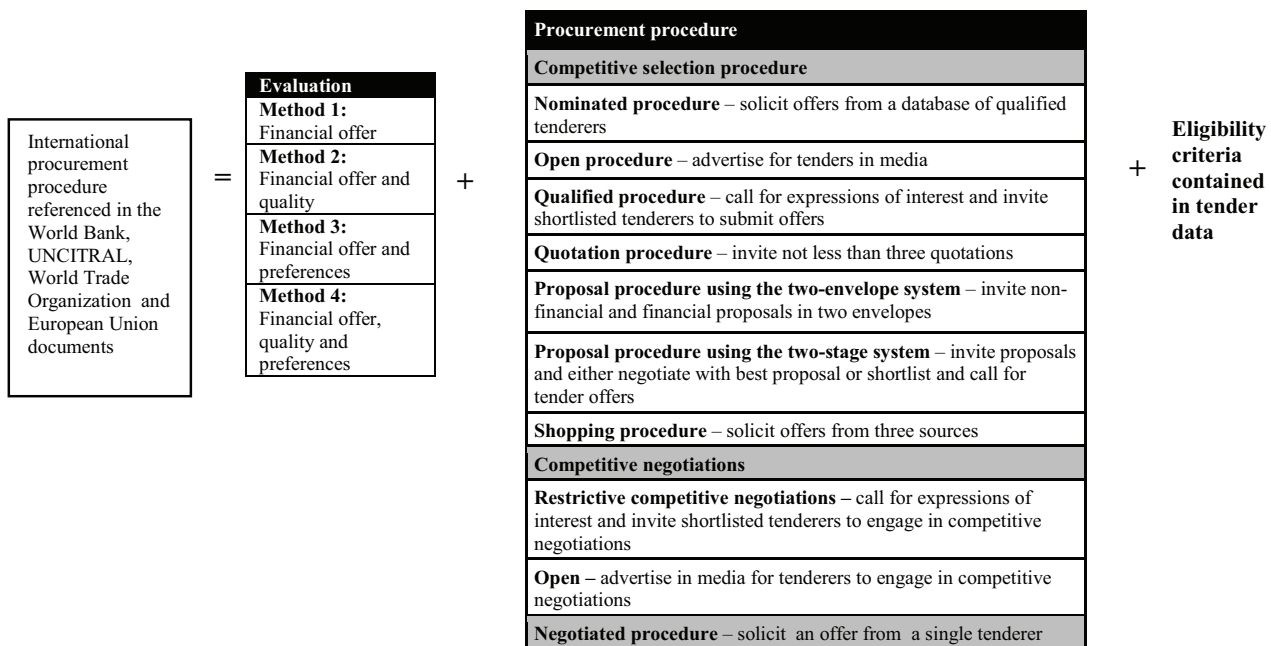 International
procurement
procedure
referenced in the
World Bank,
UNCITRAL,
World Trade
Organization and
European Union
documents
=
Evaluation
Method 1:
Financial offer
Method 2:
Financial offer and
quality
Method 3:
Financial offer and
preferences
Method 4:
Financial offer,
quality and
preferences
+
Procurement procedure
Competitive selection procedure
Nominated procedure – solicit offers from a database of qualified
tenderers
Open procedure – advertise for tenders in media
Qualified procedure – call for expressions of interest and invite
shortlisted tenderers to submit offers
Quotation procedure – invite not less than three quotations
Proposal procedure using the two-envelope system – invite non-
financial and financial proposals in two envelopes
Proposal procedure using the two-stage system – invite proposals
and either negotiate with best proposal or shortlist and call for
tender offers
Shopping procedure – solicit offers from three sources
Competitive negotiations
Restrictive competitive negotiations – call for expressions of
interest and invite shortlisted tenderers to engage in competitive
negotiations
Open – advertise in media for tenderers to engage in competitive
negotiations
Negotiated procedure – solicit an offer from a single tenderer
+
Eligibility
criteria
contained
in tender
data